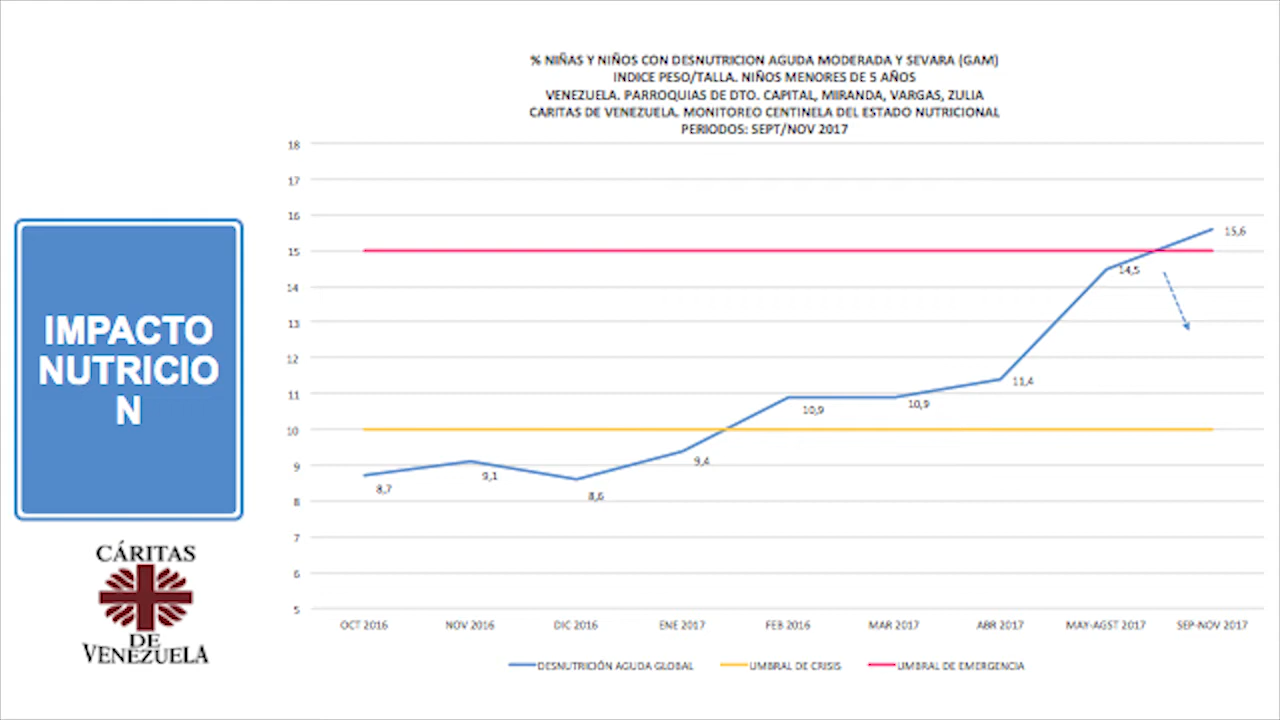 % NIÑAS Y NIÑOS CON DESNUTRICION AGUDA MODERADA Y SEVARA (GAM)
INDICE PESO/TALLA. NIÑOS MENORES DE 5 AÑOS
VENEZUELA. PARROQUIAS DE DTO. CAPITAL, MIRANDA, VARGAS, ZULIA
CARITAS DE VENEZUELA. MONITOREO CENTINELA DEL ESTADO NUTRICIONAL
PERIODOS: SEPT/NOV 2017
IMPACTO
NUTRICIO
N
CÁRITAS
DE
VENEZUELA
18
17
16
15
14
13
12
11
10
9
8
7
6
5
8,7
9,1
8,6
9,4
10,9
10,9
11,4
14,5
15,6
OCT 2016
NOV 2016
DIC 2016
ENE 2017
FEB 2016
MAR 2017
ABR 2017
MAY-AGST 2017
SEP-NOV 2017
DESNUTRICIÓN AGUDA GLOBAL
UMBRAL DE CRISIS
UMBRAL DE EMERGENCIA